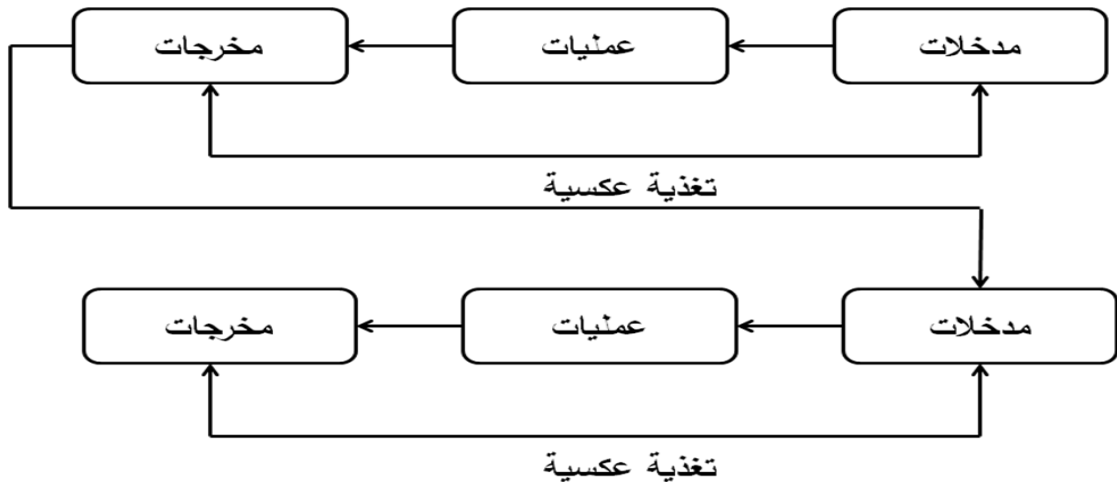 مدخلات
عمليات
مخرجات
تغذية عكسية
مدخلات
عمليات
مخرجات
تغذية عكسية